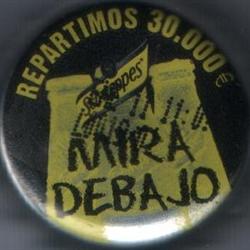 REPARTIMOS 30.000
Schweppes
MIRA
DEBAJO